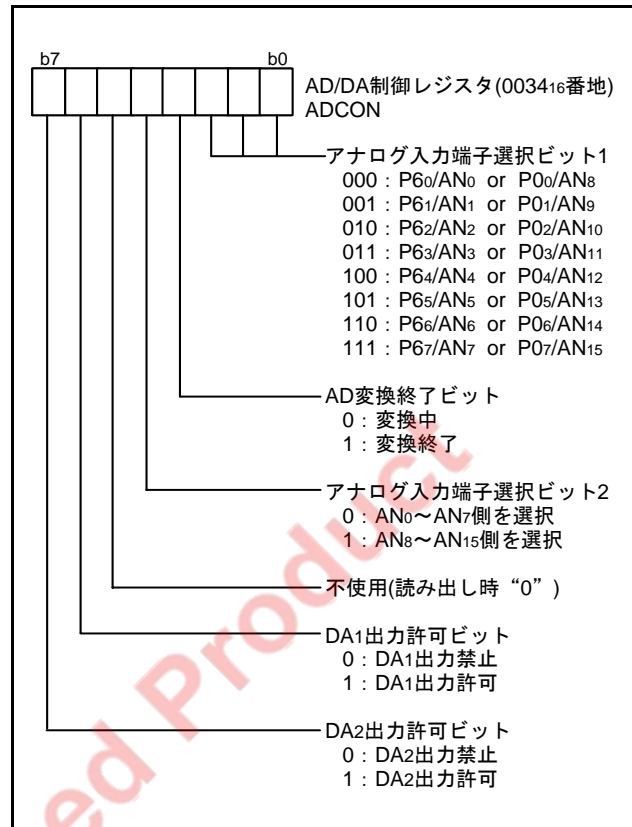 b7 b0
AD/DA制御レジスタ(003416番地)
ADCON
アナログ入力端子選択ビット1
000 : P60/AN0 or P00/AN8
001 : P61/AN1 or P01/AN9
010 : P62/AN2 or P02/AN10
011 : P63/AN3 or P03/AN11
100 : P64/AN4 or P04/AN12
101 : P65/AN5 or P05/AN13
110 : P66/AN6 or P06/AN14
111 : P67/AN7 or P07/AN15
AD変換終了ビット
0 : 変換中
1 : 変換終了
アナログ入力端子選択ビット2
0 : AN0～AN7側を選択
1 : AN8～AN15側を選択
不使用(読み出し時“0”)
DA1出力許可ビット
0 : DA1出力禁止
1 : DA1出力許可
DA2出力許可ビット
0 : DA2出力禁止
1 : DA2出力許可
ed Product